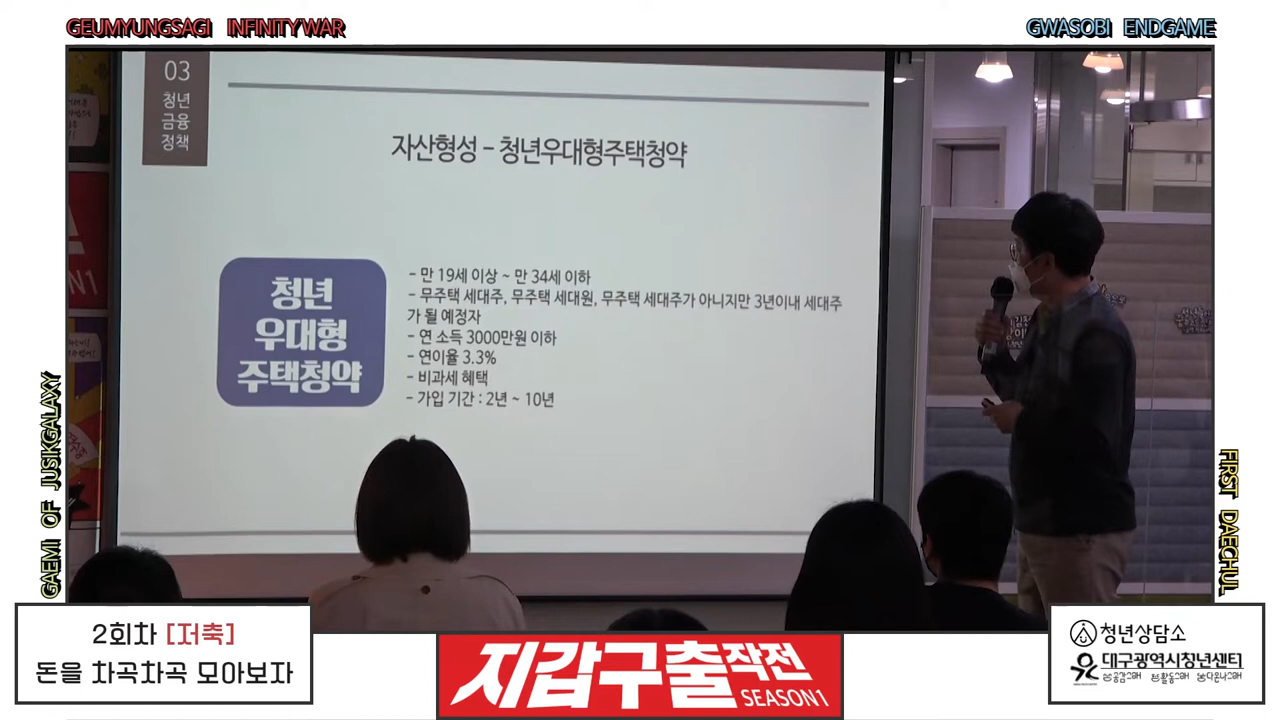 GEUMYUNGSAGI INFINITY WAR
GWASOBI ENDGAME
03
청년
금융
정책
자산형성 - 청년우대형주택청약
청년
우대형
주택청약
- 만 19세 이상 ~ 만 34세 이하
- 무주택 세대주, 무주택 세대원, 무주택 세대주가 아니지만 3년이내 세대주
가 될 예정자
- 연 소득 3000만원 이하
- 연이율 3.3%
- 비과세 혜택
- 가입 기간 : 2년 ~ 10년
GAEMI OF JUSIKGALAXY
FIRST DAECHUL
2회차 [저축]
돈을 차곡차곡 모아보자
지갑구출작전
SEASON1
청년상담소
대구광역시청년센터